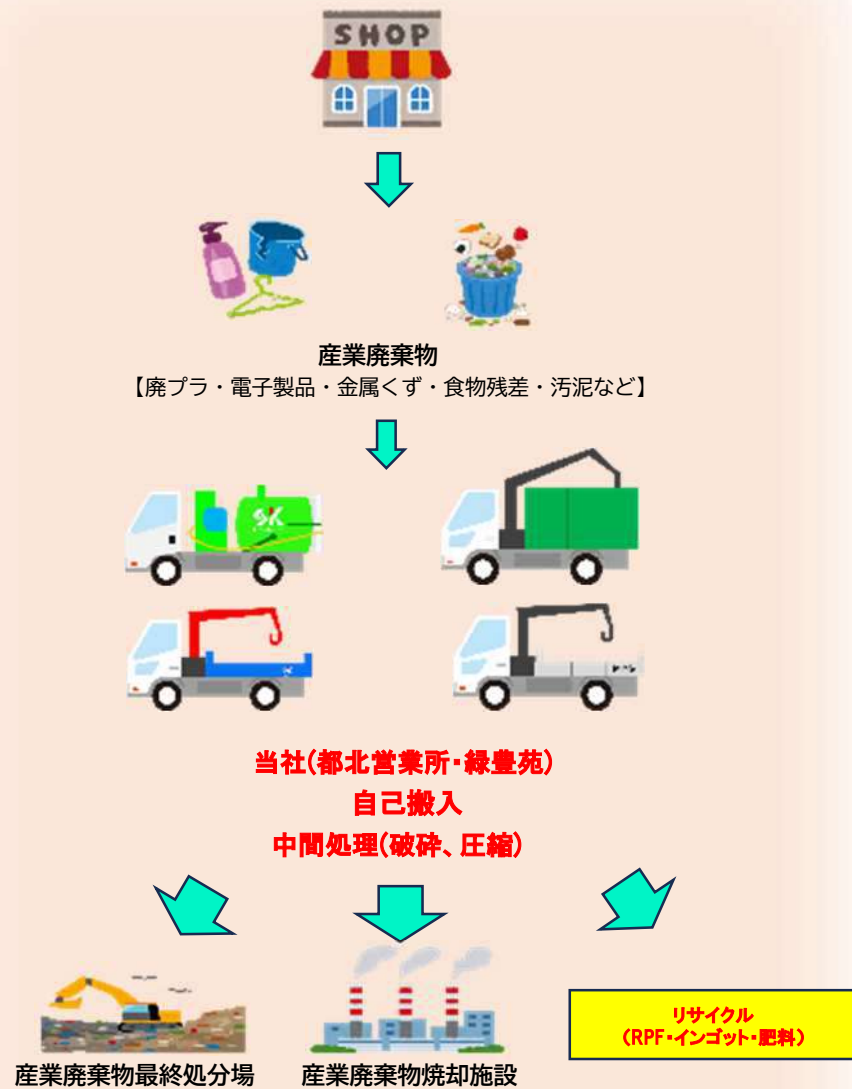 SHOP
産業廃棄物
【廃プラ・電子製品・金属くず・食物残差・汚泥など】
SK
当社(都北営業所・緑豊苑)
自己搬入
中間処理(破砕、圧縮)
リサイクル
(RPF・インゴット・肥料)
産業廃棄物最終処分場
産業廃棄物焼却施設